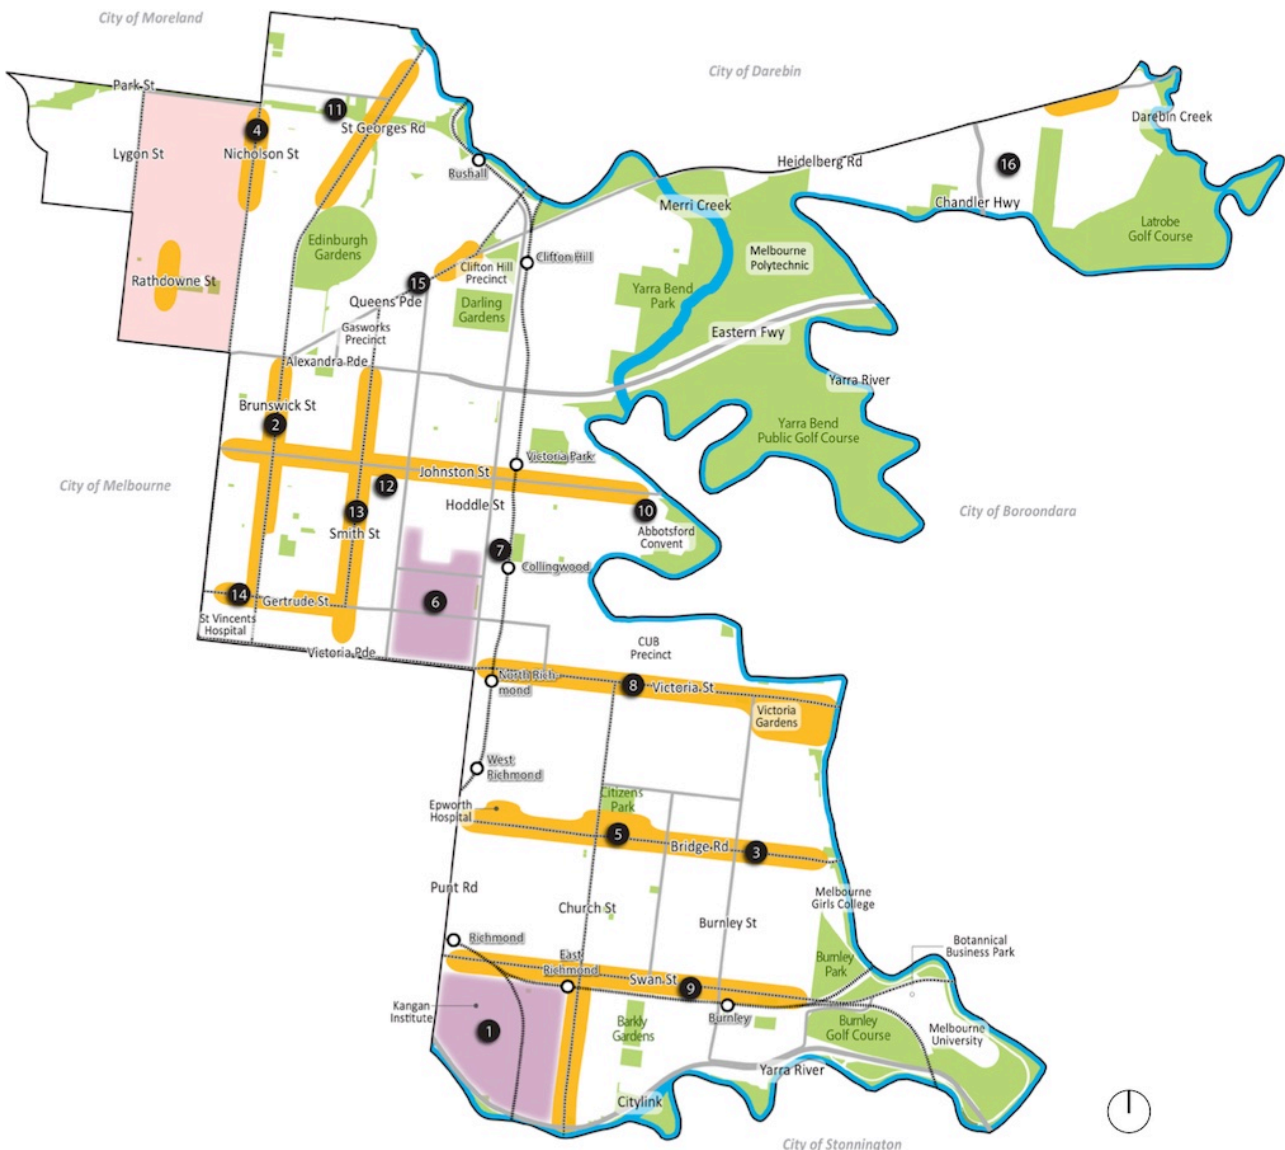 City of Moreland
City of Darebin
Park St
11
St Georges Rd
4
Lygon St
Nicholson St
Bushall
Darebin Creek
Heidelberg Rd
16
Chandler Hwy
Merri Creek
Latrobe
Golf Course
Edinburgh
Gardens
Melbourne
Polytechnic
Clifton Hill
Clifton Hill
Precinct
Rathdowne St
15
Queens Pde
Darling
Gardens
Yarra Bend
Park
Gasworks
Precinct
Eastern Fwy
Alexandra Pde
Yarra River
Brunswick St
2
Yarra Bend
Public Golf Course
Victoria Park
Johnston St
City of Melbourne
12
Hoddle St
13
10
City of Boroondara
Smith St
Abbotsford
Convent
7
Collingwood
14
Gertrude St
6
St Vincents
Hospital
Victoria Pde
CUB
Precinct
North Rich
mond
8
Victoria St
Victoria
Gardens
West
Richmond
Citizens
Park
Epworth
Hospital
5
Bridge Rd
3
Punt Rd
Melbourne
Girls College
Church St
Burnley St
Richmond
Botannical
Business Park
East
Richmond
Burnley
Park
Swan St
9
Kangan
Institute
1
Burnley
Barkly
Gardens
Burnley
Golf Course
Melbourne
University
Yarra River
Citylink
City of Stonnington